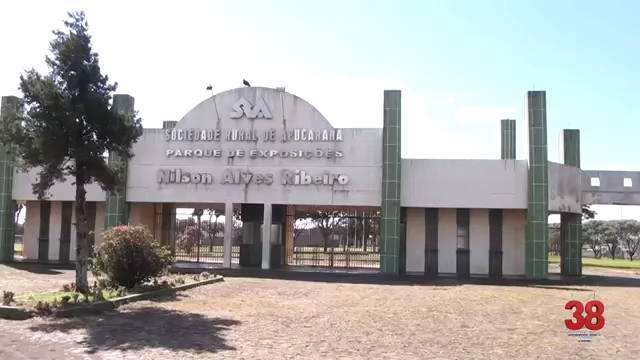 SRA
SOCIEDADE RURAL DE APUCARANA
PARQUE DE EXPOSIÇÕES
Nilson Alves Ribeiro
38